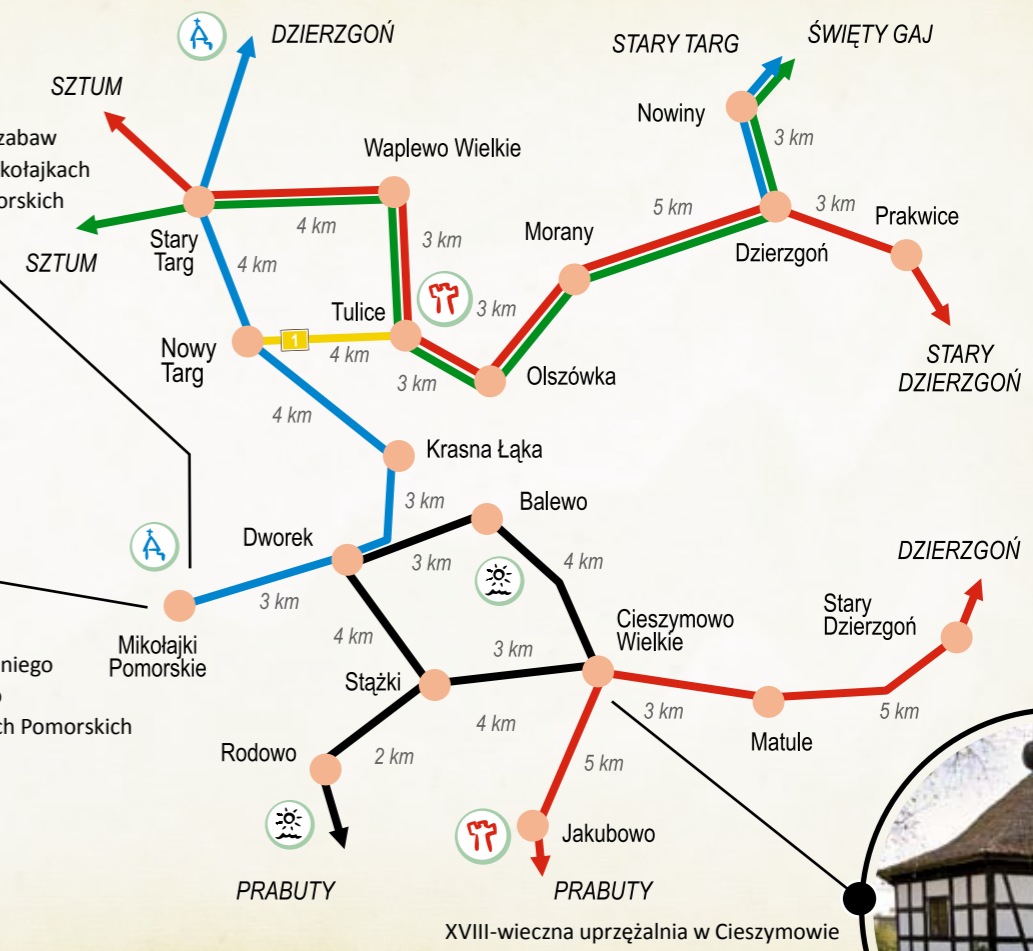 DZIERZGOŃ
STARY TARG
ŚWIĘTY GAJ
SZTUM
Nowiny
zabaw
Waplewo Wielkie
3 km
kołajkach
orskich
4 km
5 km
3 km
Prakwice
Stary
Targ
3 km
Morany
Dzierzgoń
SZTUM
4 km
Tulice
3 km
Nowy
Targ
1
4 km
3 km
Olszówka
STARY
DZIERZGOŃ
4 km
Krasna Łąka
3 km
Balewo
Dworek
3 km
4 km
DZIERZGOŃ
3 km
Cieszymowo
Wielkie
Stary
Dzierzgoń
Mikołajki
Pomorskie
4 km
3 km
niego
o
Stążki
3 km
5 km
ch Pomorskich
4 km
Matule
Rodowo
2 km
5 km
Jakubowo
PRABUTY
PRABUTY
XVIII-wieczna uprzężalnia w Cieszymowie